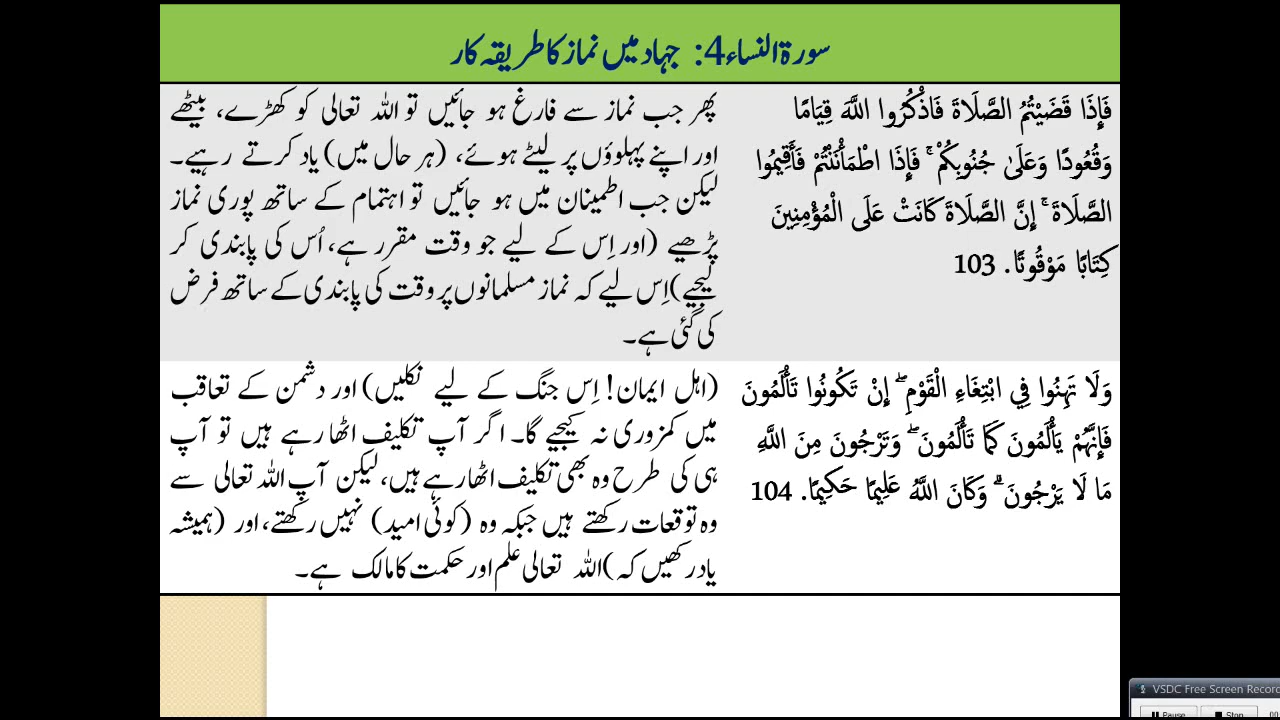 سورۃ النساء 4: جہاد میں نماز کا طریقہ کار
فَإِذَا قَضَيْتُمُ الصَّلَاةَ فَاذْكُرُوا اللَّهَ قِيَامًا
وَقُعُودًا وَعَلَىٰ جُنُوبِكُمْ ۚ فَإِذَا اطْمَأْنَنْتُمْ فَأَقِيمُوا
الصَّلَاةَ ۚ إِنَّ الصَّلَاةَ كَانَتْ عَلَى الْمُؤْمِنِينَ
كِتَابًا مَوْقُوتًا. 103
پھر جب نماز سے فارغ ہو جائیں تو اللہ تعالی کو کھڑے، بیٹھے
اور اپنے پہلوؤں پر لیٹے ہوئے، (ہر حال میں) یاد کرتے رہیے۔
لیکن جب اطمینان میں ہو جائیں تو اہتمام کے ساتھ پوری نماز
پڑھیے (اور اِس کے لیے جو وقت مقرر ہے، اُس کی پابندی کر
لیجیے) اِس لیے کہ نماز مسلمانوں پر وقت کی پابندی کے ساتھ فرض
کی گئی ہے۔
وَلَا تَهِنُوا فِي ابْتِغَاءِ الْقَوْمِ ۖ إِنْ تَكُونُوا تَأْلَمُونَ
فَإِنَّهُمْ يَأْلَمُونَ كَمَا تَأْلَمُونَ ۖ وَتَرْجُونَ مِنَ اللَّهِ
مَا لَا يَرْجُونَ ۗ وَكَانَ اللَّهُ عَلِيمًا حَكِيمًا. 104
(اہل ایمان! اِس جنگ کے لیے نکلیں) اور دشمن کے تعاقب
میں کمزوری نہ کیجیے گا۔ اگر آپ تکلیف اٹھا رہے ہیں تو آپ
ہی کی طرح وہ بھی تکلیف اٹھا رہے ہیں، لیکن آپ اللہ تعالی سے
وہ توقعات رکھتے ہیں جبکہ وہ (کوئی امید) نہیں رکھتے، اور (ہمیشہ
یاد رکھیں کہ) اللہ تعالی علم اور حکمت کا مالک ہے۔
VSDC Free Screen Recor
Pause Stop 00